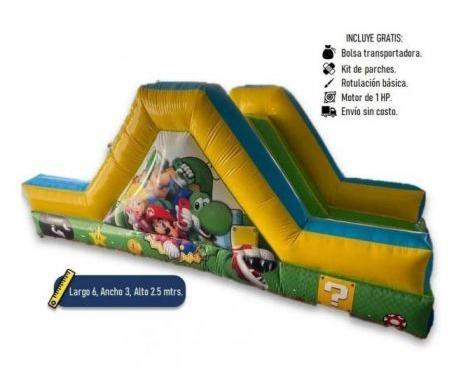 INCLUYE GRATIS:
Bolsa transportadora.
Kit de parches.
Rotulación básica.
Motor de 1 HP.
Envío sin costo.
?
Largo 6, Ancho 3, Alto 2.5 mtrs.